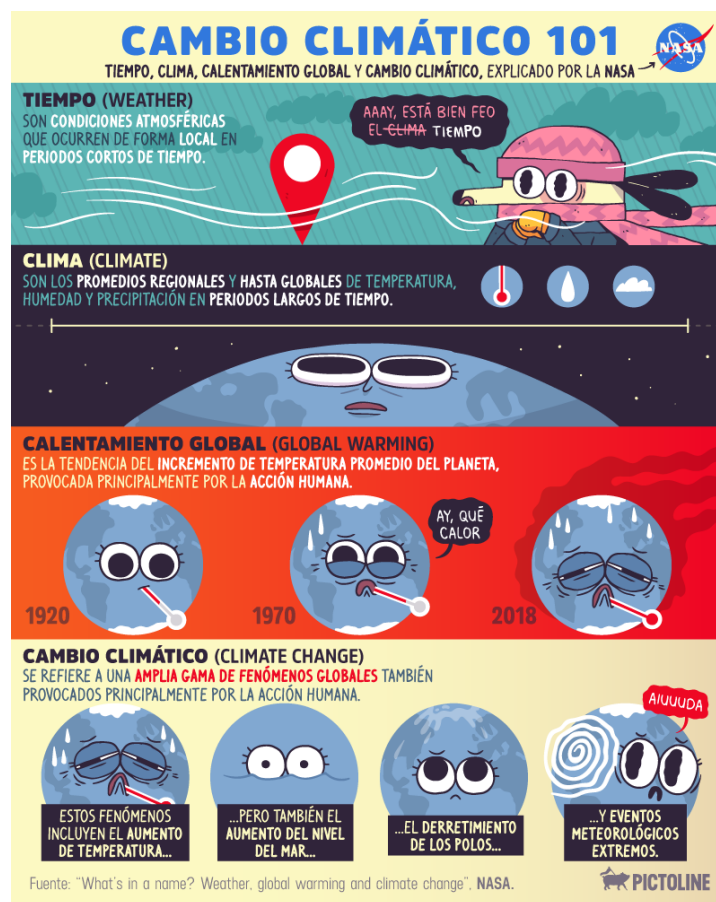 CAMBIO CLIMÁTICO 101
TIEMPO, CLIMA, CALENTAMIENTO GLOBAL Y CAMBIO CLIMÁTICO, EXPLICADO POR LA NASA
NASA
TIEMPO (WEATHER)
SON CONDICIONES ATMOSFÉRICAS
QUE OCURREN DE FORMA LOCAL EN
PERIODOS CORTOS DE TIEMPO.
AAAY, ESTÁ BIEN FEO
EL CLIMA TIEMPO
CLIMA (CLIMATE)
SON LOS PROMEDIOS REGIONALES Y HASTA GLOBALES DE TEMPERATURA,
HUMEDAD Y PRECIPITACIÓN EN PERIODOS LARGOS DE TIEMPO.
CALENTAMIENTO GLOBAL (GLOBAL WARMING)
ES LA TENDENCIA DEL INCREMENTO DE TEMPERATURA PROMEDIO DEL PLANETA,
PROVOCADA PRINCIPALMENTE POR LA ACCIÓN HUMANA.
AY, QUÉ
CALOR
1920
1970
2018
CAMBIO CLIMÁTICO (CLIMATE CHANGE)
SE REFIERE A UNA AMPLIA GAMA DE FENÓMENOS GLOBALES TAMBIÉN
PROVOCADOS PRINCIPALMENTE POR LA ACCIÓN HUMANA.
AIUUUDA
ESTOS FENÓMENOS
INCLUYEN EL AUMENTO
DE TEMPERATURA...
...PERO TAMBIÉN EL
AUMENTO DEL NIVEL
DEL MAR...
...EL DERRETIMIENTO
DE LOS POLOS...
...Y EVENTOS
METEOROLÓGICOS
EXTREMOS.
Fuente: “What's in a name? Weather, global warming and climate change”, NASA.
PICTOLINE